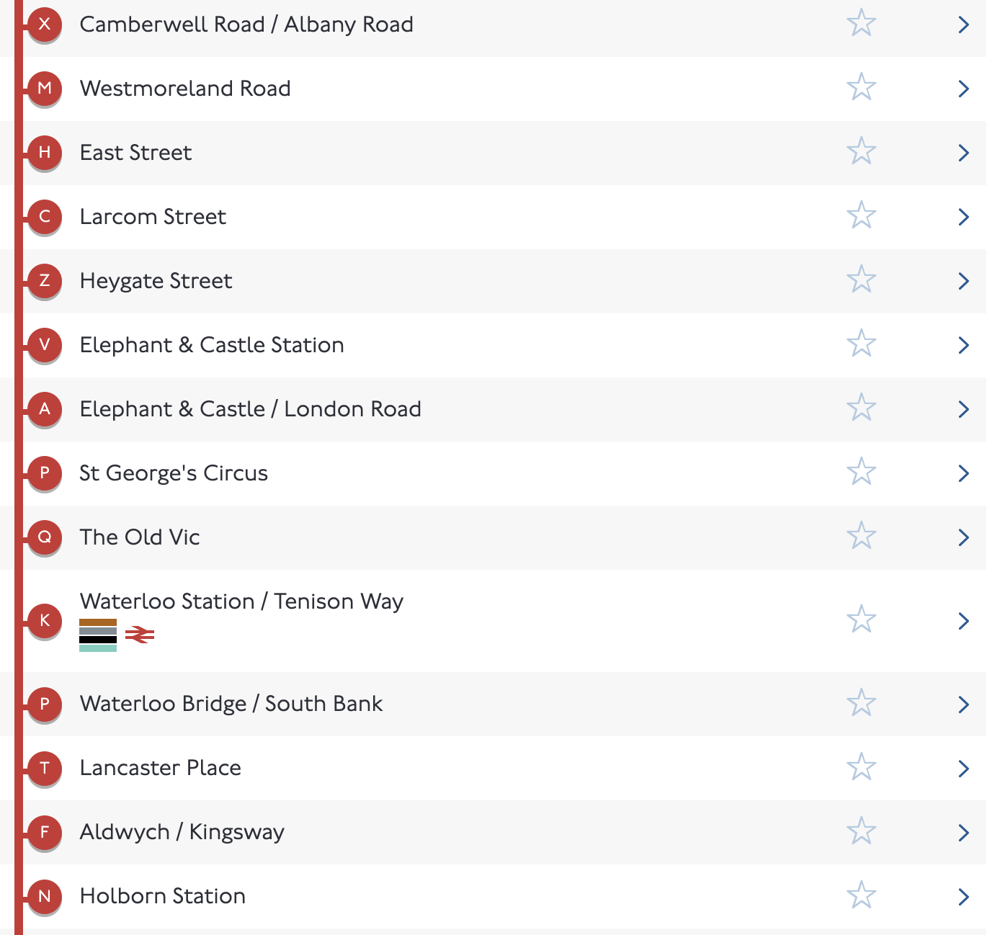 X Camberwell Road / Albany Road
M Westmoreland Road
H East Street
C Larcom Street
Z Heygate Street
V Elephant & Castle Station
A Elephant & Castle / London Road
P St George's Circus
Q The Old Vic
K Waterloo Station / Tenison Way
P Waterloo Bridge / South Bank
T Lancaster Place
F Aldwych / Kingsway
N Holborn Station